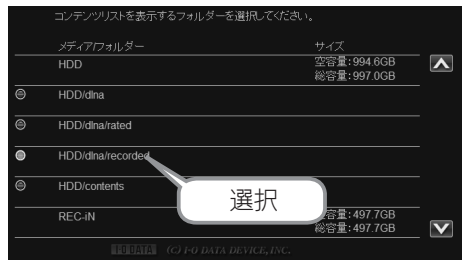 コンテンツリストを表示するフォルダーを選択してください。
メディア/フォルダー サイズ
HDD 空容量:994.6GB
総容量:997.0GB
HDD/dlna
HDD/dlna/rated
HDD/dlna/recorded
HDD/contents
選択
REC-iN 空容量:497.7GB
総容量:497.7GB
I-O DATA (C) I-O DATA DEVICE, INC.